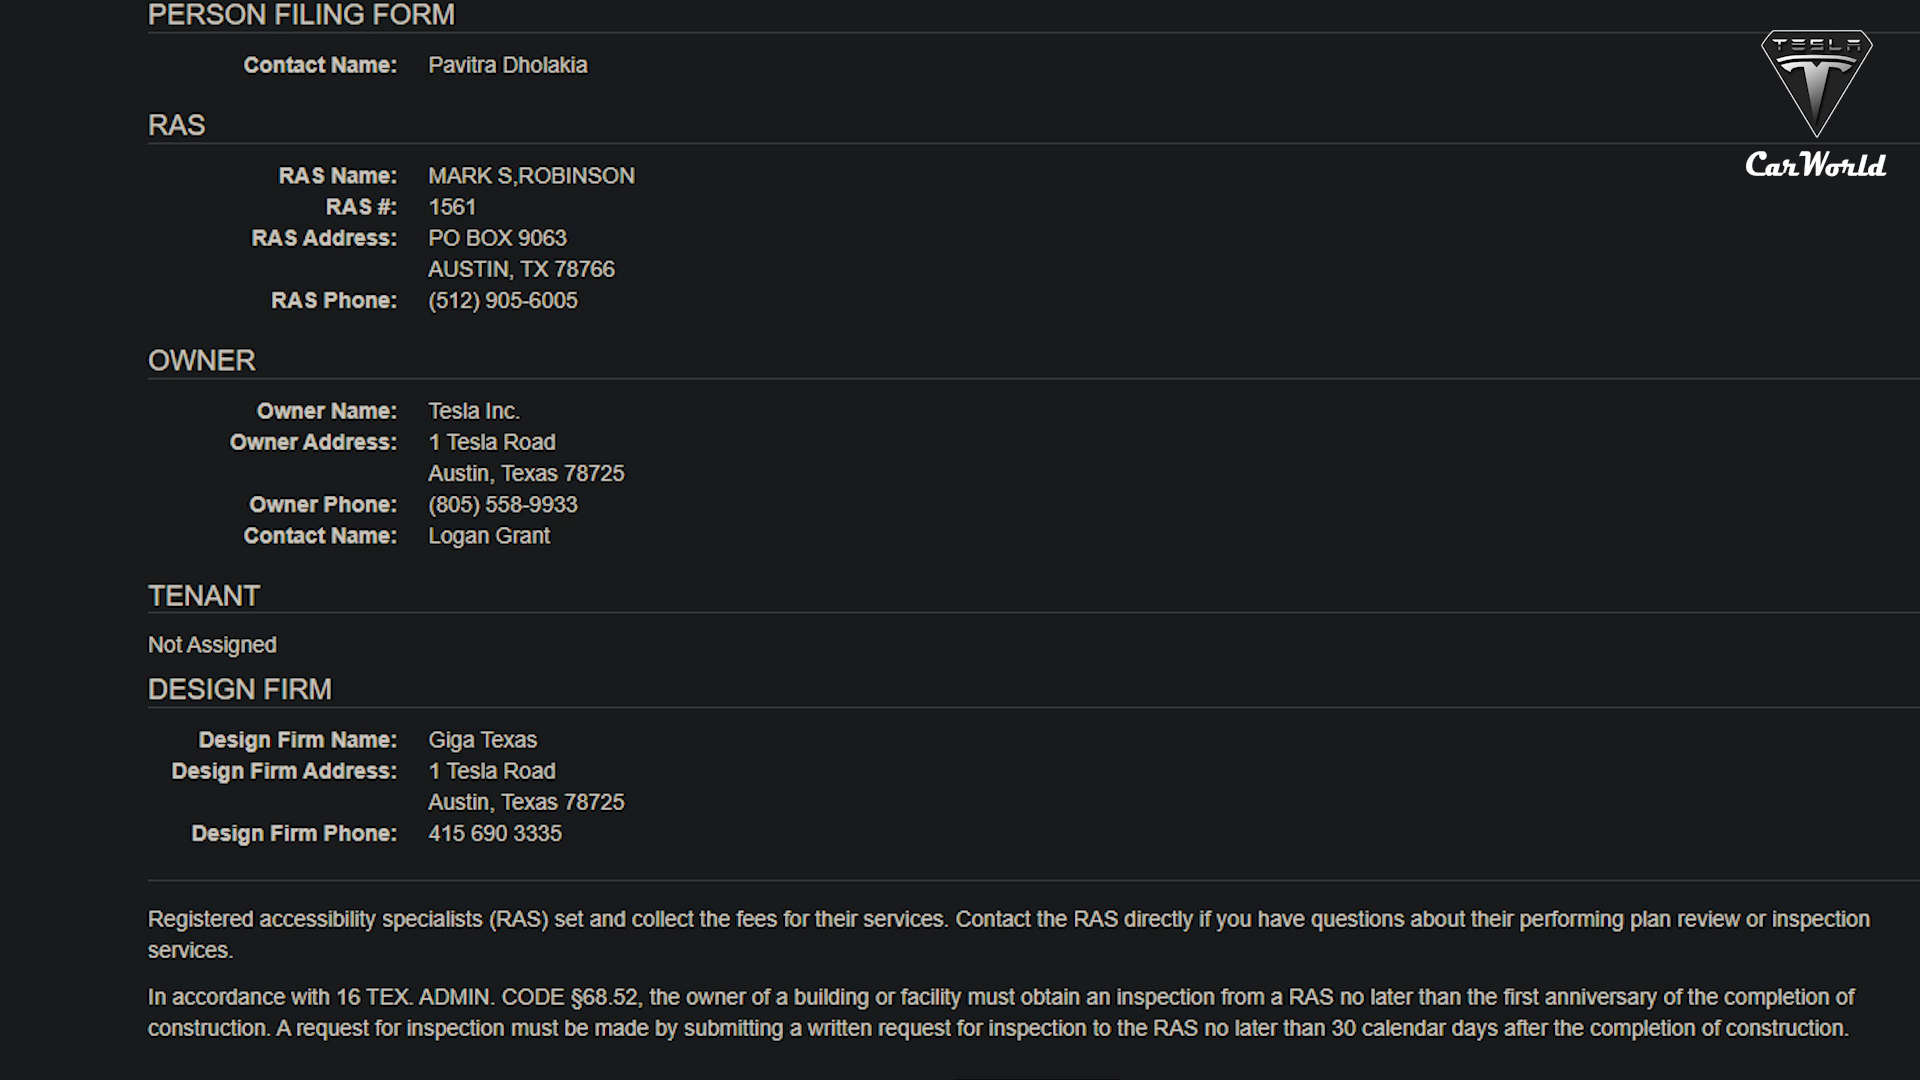 PERSON FILING FORM
Contact Name: Pavitra Dholakia
TESLA
CarWorld
RAS
RAS Name: MARK S,ROBINSON
RAS #: 1561
RAS Address: PO BOX 9063
AUSTIN, TX 78766
RAS Phone: (512) 905-6005
OWNER
Owner Name: Tesla Inc.
Owner Address: 1 Tesla Road
Austin, Texas 78725
Owner Phone: (805) 558-9933
Contact Name: Logan Grant
TENANT
Not Assigned
DESIGN FIRM
Design Firm Name: Giga Texas
Design Firm Address: 1 Tesla Road
Austin, Texas 78725
Design Firm Phone: 415 690 3335
Registered accessibility specialists (RAS) set and collect the fees for their services. Contact the RAS directly if you have questions about their performing plan review or inspection
services.
In accordance with 16 TEX. ADMIN. CODE §68.52, the owner of a building or facility must obtain an inspection from a RAS no later than the first anniversary of the completion of
construction. A request for inspection must be made by submitting a written request for inspection to the RAS no later than 30 calendar days after the completion of construction.